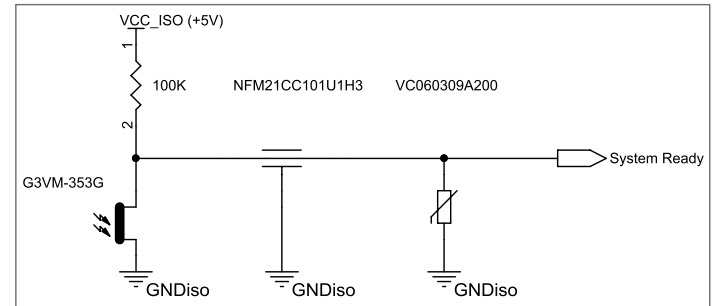 VCC_ISO (+5V)
1
100K
NFM21CC101U1H3
VC060309A200
2
System Ready
G3VM-353G
GNDiso
GNDiso
GNDiso